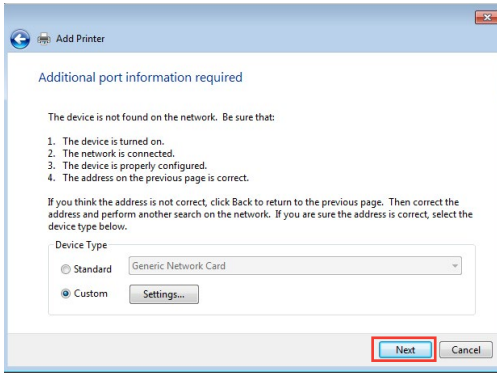 Add Printer
Additional port information required
The device is not found on the network.  Be sure that:
1.  The device is turned on.
2.  The network is connected.
3.  The device is properly configured.
4.  The address on the previous page is correct.
If you think the address is not correct, click Back to return to the previous page.  Then correct the
address and perform another search on the network.  If you are sure the address is correct, select the
device type below.
Device Type
Standard Generic Network Card
Custom Settings...
Next Cancel